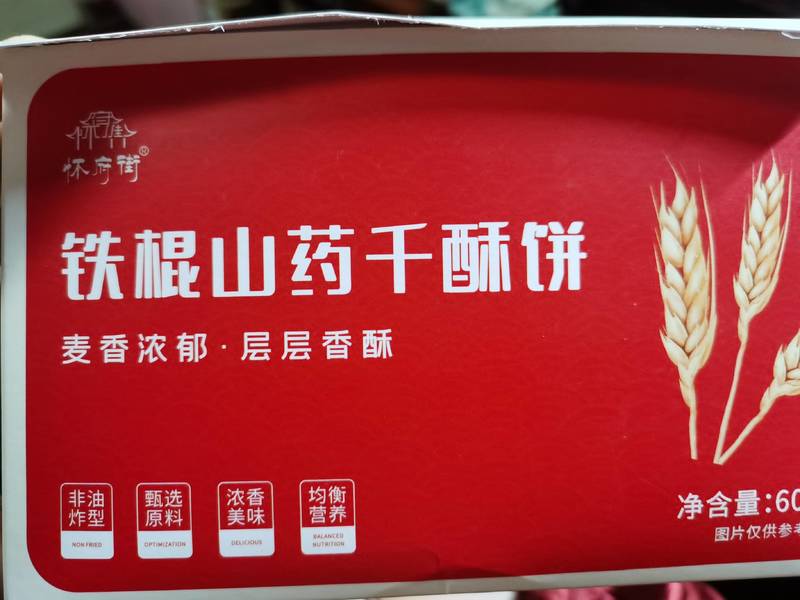 怀府街®
铁棍山药千酥饼
麦香浓郁·层层香酥
非油
炸型
NON FRIED
甄选
原料
OPTIMIZATION
浓香
美味
DELICIOUS
均衡
营养
BALANCED
NUTRITION
净含量:60
图片仅供参考